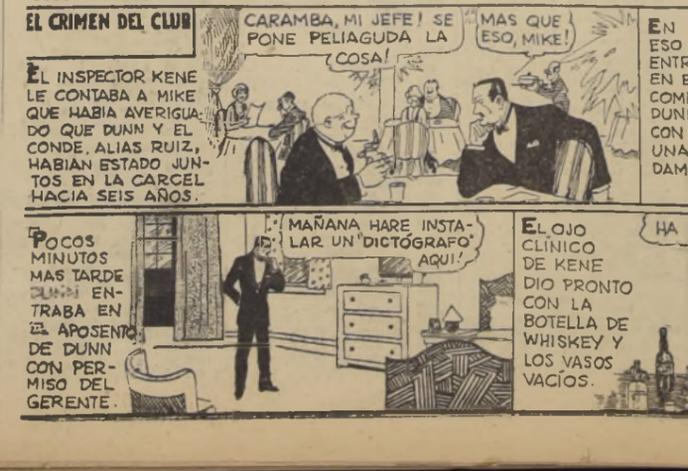 EL CRIMEN DEL CLUB
EL INSPECTOR KENE
LE CONTABA A MIKE
QUE HABIA AVERIGUA-
DO QUE DUNN Y EL
CONDE, ALIAS RUIZ,
HABIAN ESTADO JUN-
TOS EN LA CARCEL
HACIA SEIS AÑOS.
CARAMBA, MI JEFE! SE
PONE PELIAGUDA LA
COSA!
MAS QUE
ESO, MIKE!
EN
ESO
ENTR
EN E
COM
DUN
CON
UNA
DAM
POCOS
MINUTOS
MAS TARDE
EN-
TRABA EN
EL APOSENTO
DE DUNN
CON PER-
MISO DEL
GERENTE.
MAÑANA HARE INSTA-
LAR UN "DICTÓGRAFO"
AQUI!
EL OJO
CLÍNICO
DE KENE
DIO PRONTO
CON LA
BOTELLA DE
WHISKEY Y
LOS VASOS
VACÍOS.
HA